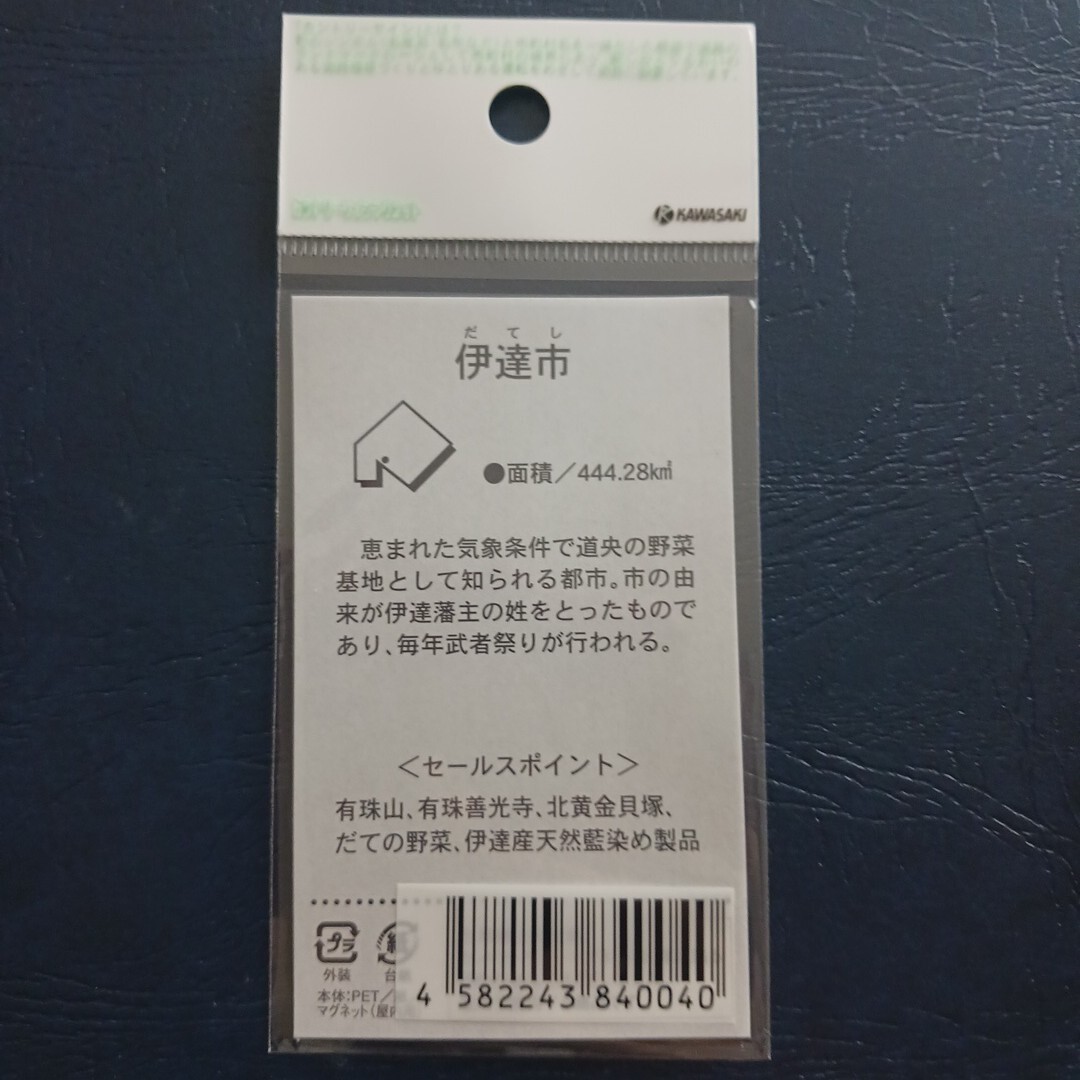 KAWASAKI
だてし
伊達市
●面積／444.28㎢
恵まれた気象条件で道央の野菜
基地として知られる都市。市の由
来が伊達藩主の姓をとったもので
あり、毎年武者祭りが行われる。
＜セールスポイント＞
有珠山、有珠善光寺、北黄金貝塚、
だての野菜、伊達産天然藍染め製品
プラ 紙
外装 台
本体：PET／
マグネット（屋内
4 582243 840040